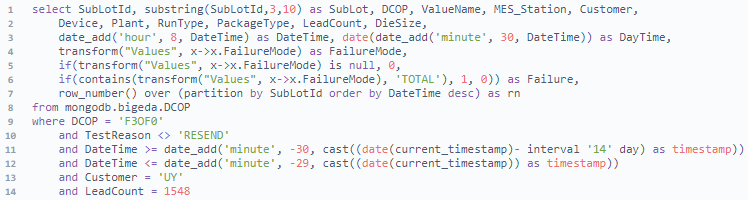 1 select SubLotId, substring(SubLotId,3,10) as SubLot, DCOP, ValueName, MES_Station, Customer,
2 Device, Plant, RunType, PackageType, LeadCount, DieSize,
3 date_add('hour', 8, DateTime) as DateTime, date(date_add('minute', 30, DateTime)) as DayTime,
4 transform("Values", x->x.FailureMode) as FailureMode,
5 if(transform("Values", x->x.FailureMode) is null, 0,
6 if(contains(transform("Values", x->x.FailureMode), 'TOTAL'), 1, 0)) as Failure,
7 row_number() over (partition by SubLotId order by DateTime desc) as rn
8 from mongodb.bigeda.DCOP
9 where DCOP = 'F3OF0'
10 and TestReason <> 'RESEND'
11 and DateTime >= date_add('minute', -30, cast((date(current_timestamp)- interval '14' day) as timestamp))
12 and DateTime <= date_add('minute', -29, cast((date(current_timestamp)) as timestamp))
13 and Customer = 'UY'
14 and LeadCount = 1548